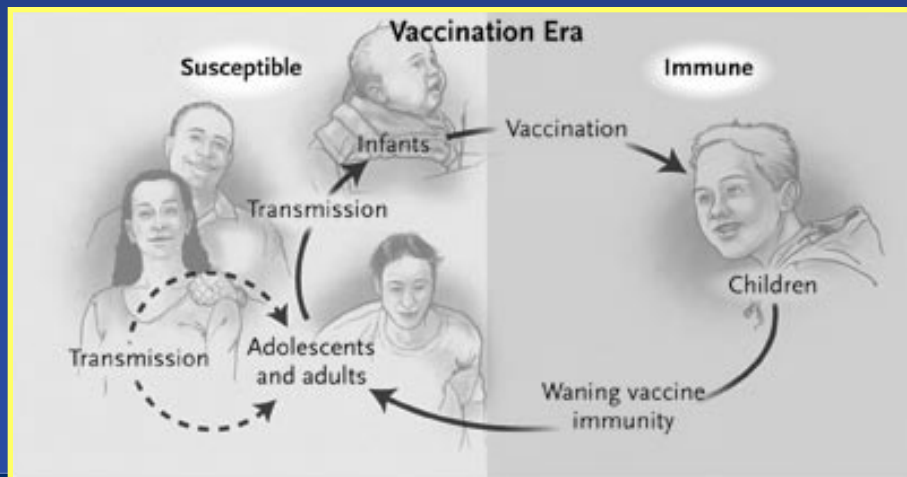 Vaccination Era
Susceptible
Immune
Infants
Vaccination
Transmission
Children
Transmission
Adolescents
and adults
Waning vaccine
immunity